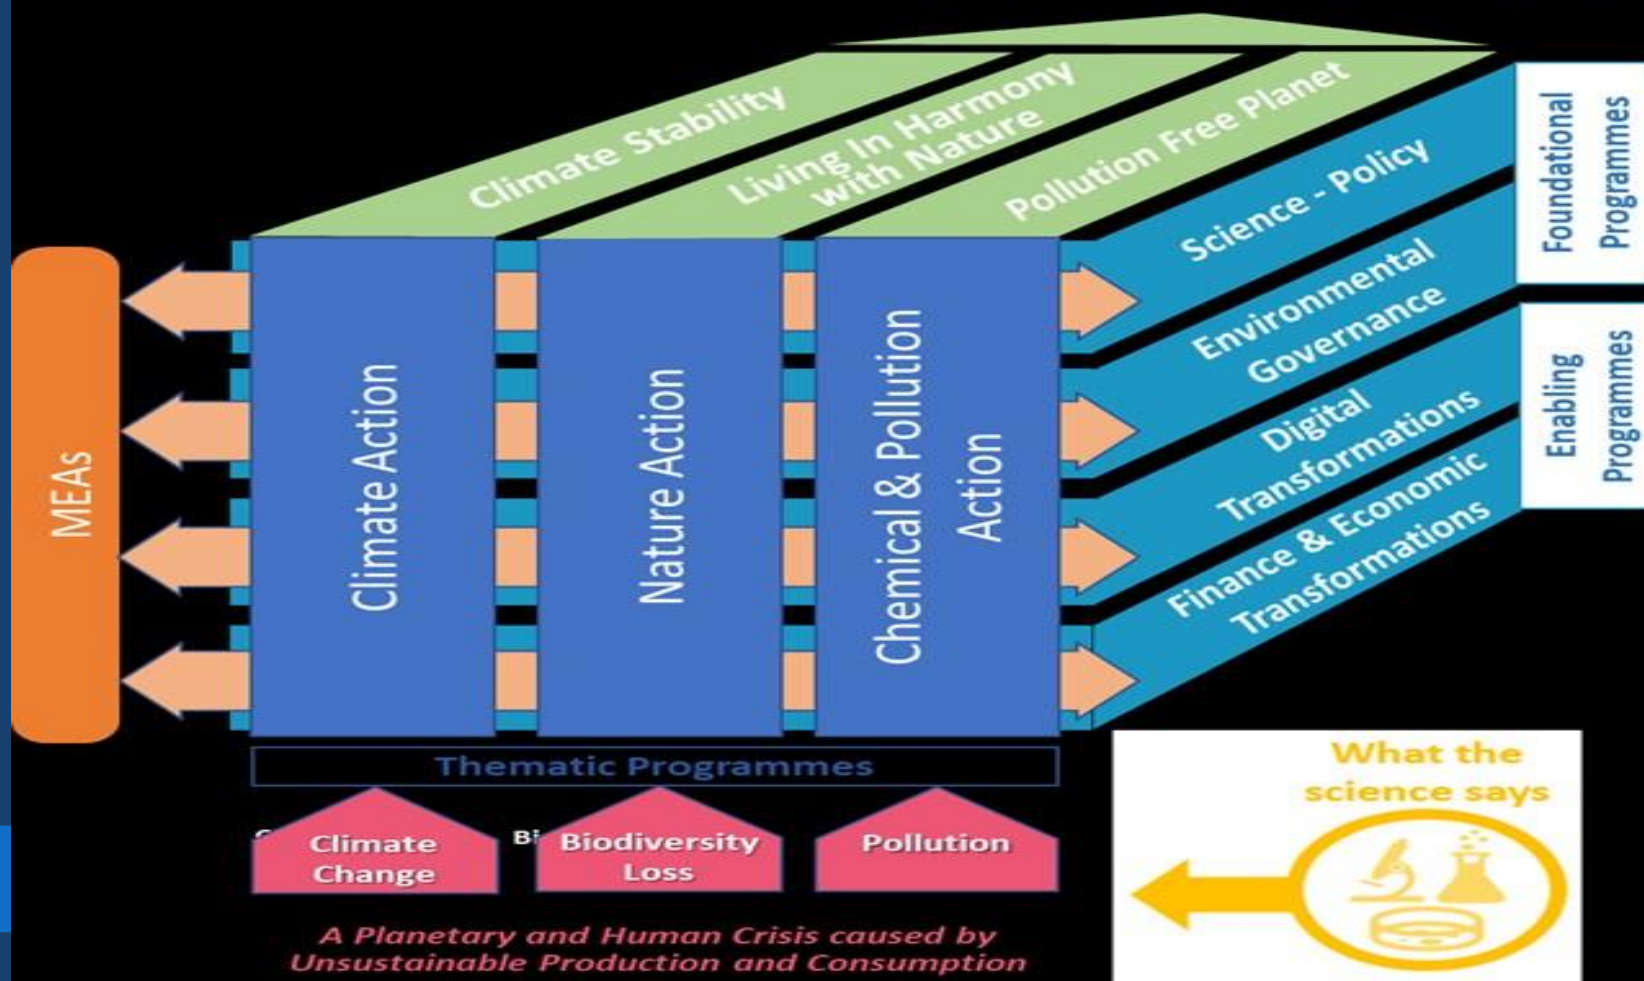 Climate Stability
Living In Harmony
with Nature
Pollution Free Planet
Science - Policy
Environmental
Governance
Digital
Transformations
Finance & Economic
Transformations
Foundational
Programmes
Enabling
Programmes
MEAs
Climate Action
Nature Action
Chemical & Pollution
Action
Thematic Programmes
Climate
Change
Biodiversity
Loss
Pollution
A Planetary and Human Crisis caused by
Unsustainable Production and Consumption
What the
science says